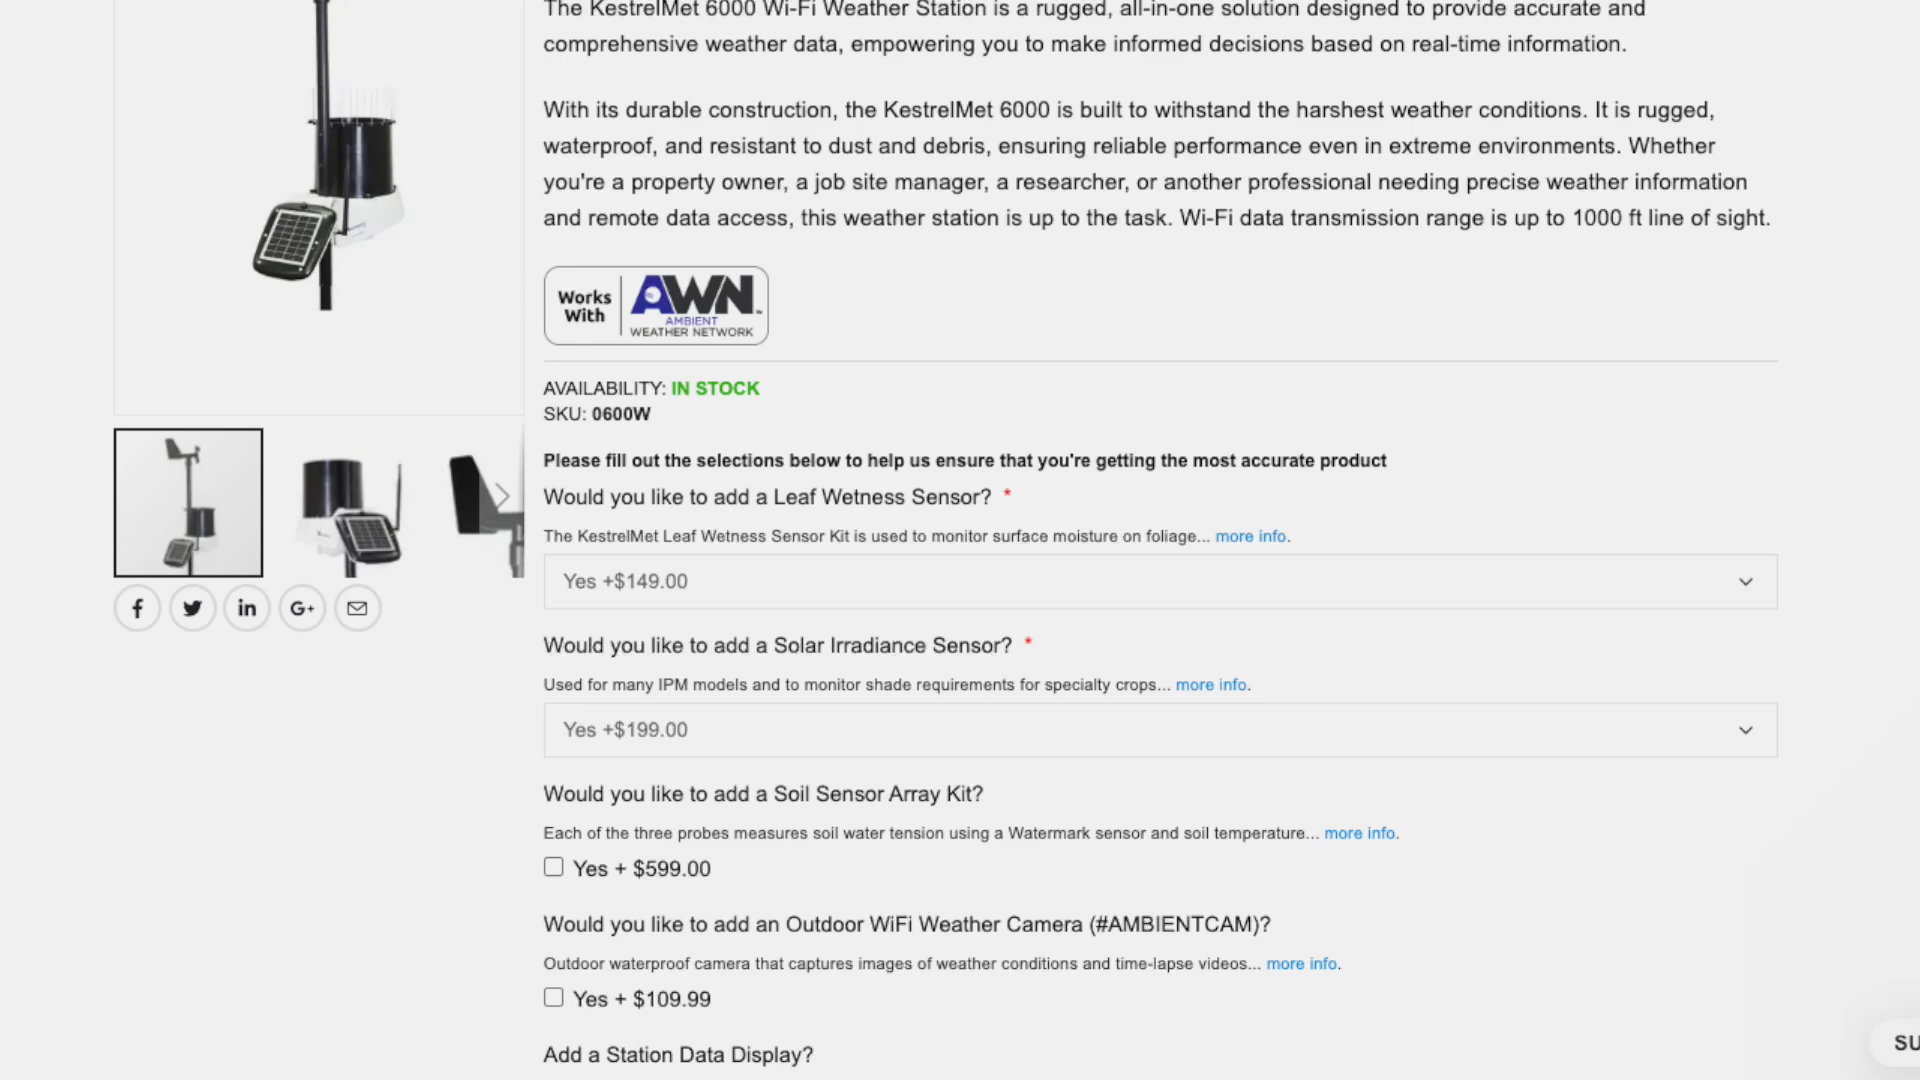 The KestrelMet 6000 Wi-Fi Weather Station is a rugged, all-in-one solution designed to provide accurate and
comprehensive weather data, empowering you to make informed decisions based on real-time information.
With its durable construction, the KestrelMet 6000 is built to withstand the harshest weather conditions. It is rugged,
waterproof, and resistant to dust and debris, ensuring reliable performance even in extreme environments. Whether
you're a property owner, a job site manager, a researcher, or another professional needing precise weather information
and remote data access, this weather station is up to the task. Wi-Fi data transmission range is up to 1000 ft line of sight.
Works
With
AWN
AMBIENT
WEATHER NETWORK
AVAILABILITY: IN STOCK
SKU: 0600W
Please fill out the selections below to help us ensure that you're getting the most accurate product
Would you like to add a Leaf Wetness Sensor? *
The KestrelMet Leaf Wetness Sensor Kit is used to monitor surface moisture on foliage... more info.
Yes +$149.00
Would you like to add a Solar Irradiance Sensor? *
Used for many IPM models and to monitor shade requirements for specialty crops... more info.
Yes +$199.00
Would you like to add a Soil Sensor Array Kit?
Each of the three probes measures soil water tension using a Watermark sensor and soil temperature... more info.
Yes + $599.00
Would you like to add an Outdoor WiFi Weather Camera (#AMBIENTCAM)?
Outdoor waterproof camera that captures images of weather conditions and time-lapse videos... more info.
Yes + $109.99
Add a Station Data Display?
SU